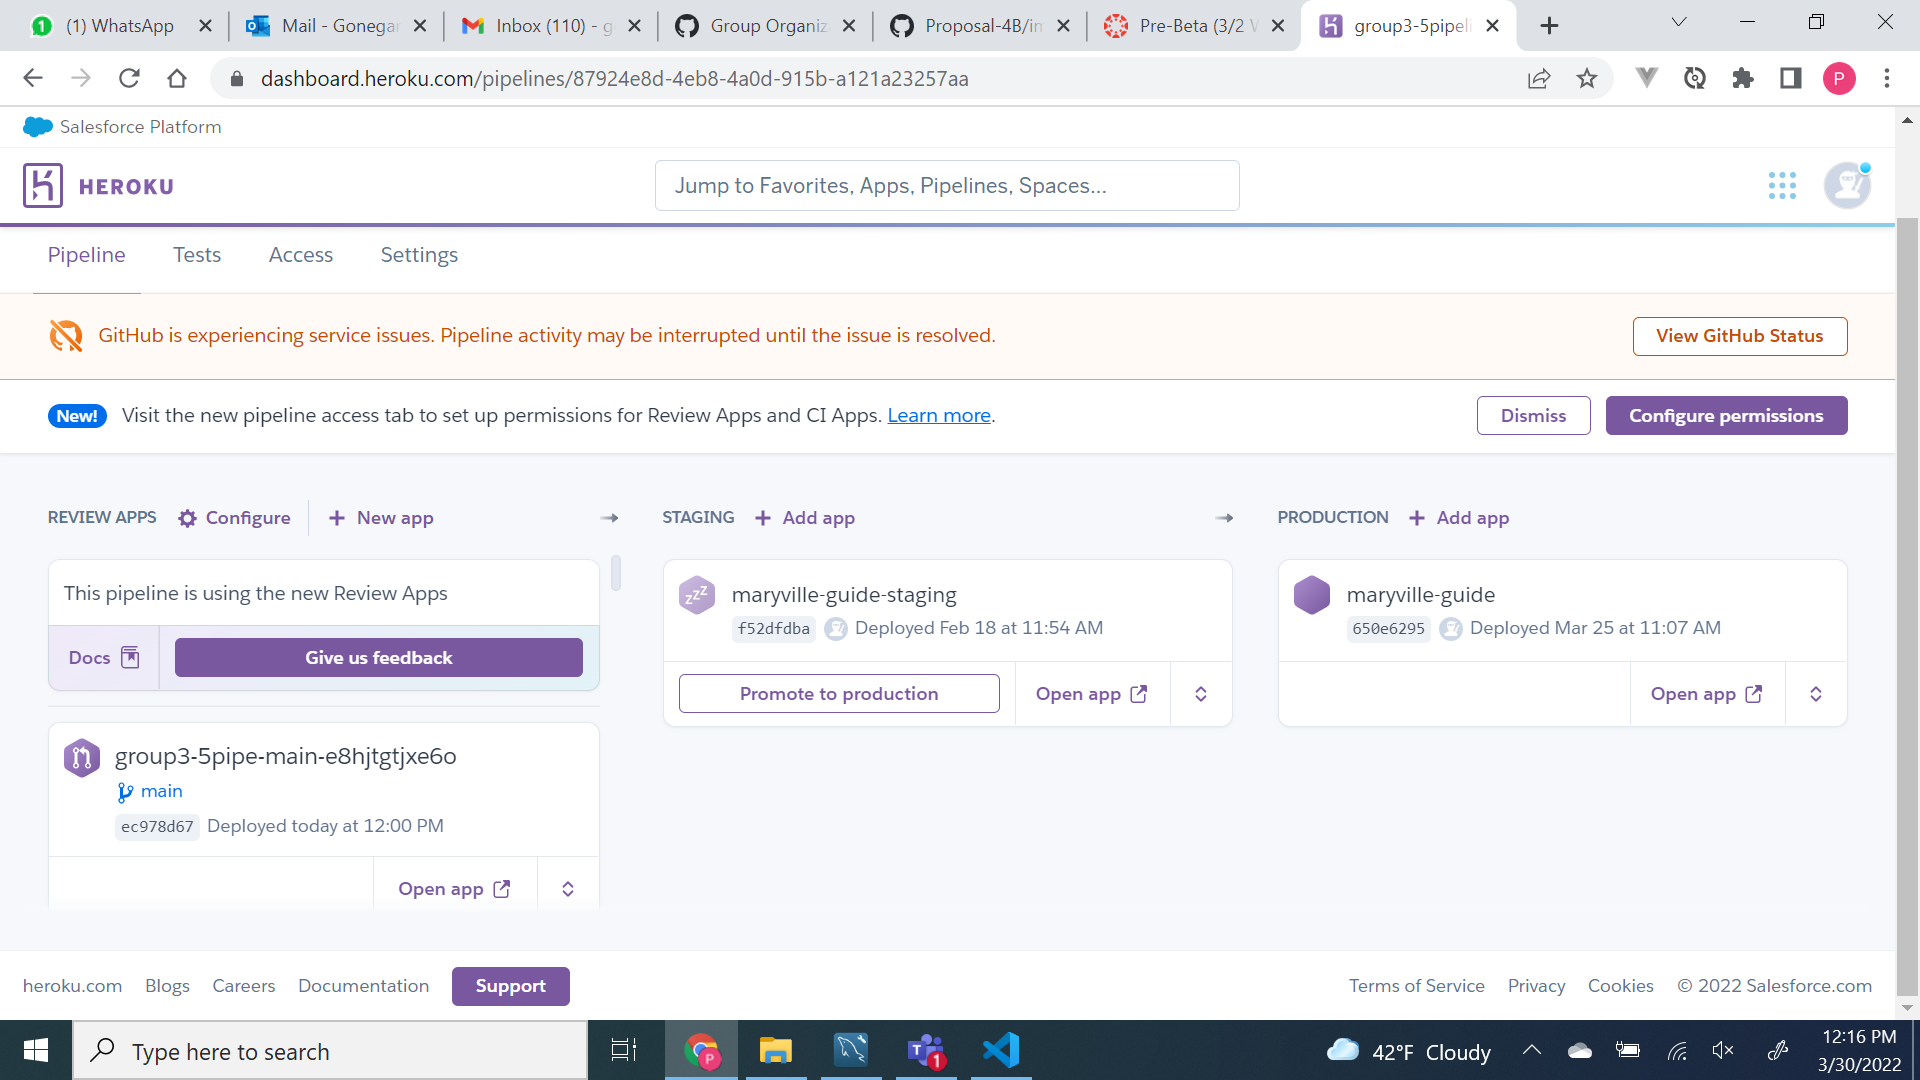 (1) WhatsApp
Mail - Gonegar
Inbox (110) - g
Group Organiz
Proposal-4B/im
Pre-Beta (3/2 W
group3-5pipeli
dashboard.heroku.com/pipelines/87924e8d-4eb8-4a0d-915b-a121a23257aa
P
Salesforce Platform
HEROKU
Jump to Favorites, Apps, Pipelines, Spaces...
Pipeline Tests Access Settings
GitHub is experiencing service issues. Pipeline activity may be interrupted until the issue is resolved.
View GitHub Status
New! Visit the new pipeline access tab to set up permissions for Review Apps and CI Apps. Learn more.
Dismiss
Configure permissions
REVIEW APPS Configure + New app
This pipeline is using the new Review Apps
Docs
Give us feedback
group3-5pipe-main-e8hjtgtjxe6o
main
ec978d67 Deployed today at 12:00 PM
Open app
STAGING + Add app
zzZ
maryville-guide-staging
f52dfdba Deployed Feb 18 at 11:54 AM
Promote to production
Open app
PRODUCTION + Add app
maryville-guide
650e6295 Deployed Mar 25 at 11:07 AM
Open app
heroku.com Blogs Careers Documentation Support
Terms of Service Privacy Cookies © 2022 Salesforce.com
Type here to search
P
T 1
42°F Cloudy
12:16 PM
3/30/2022